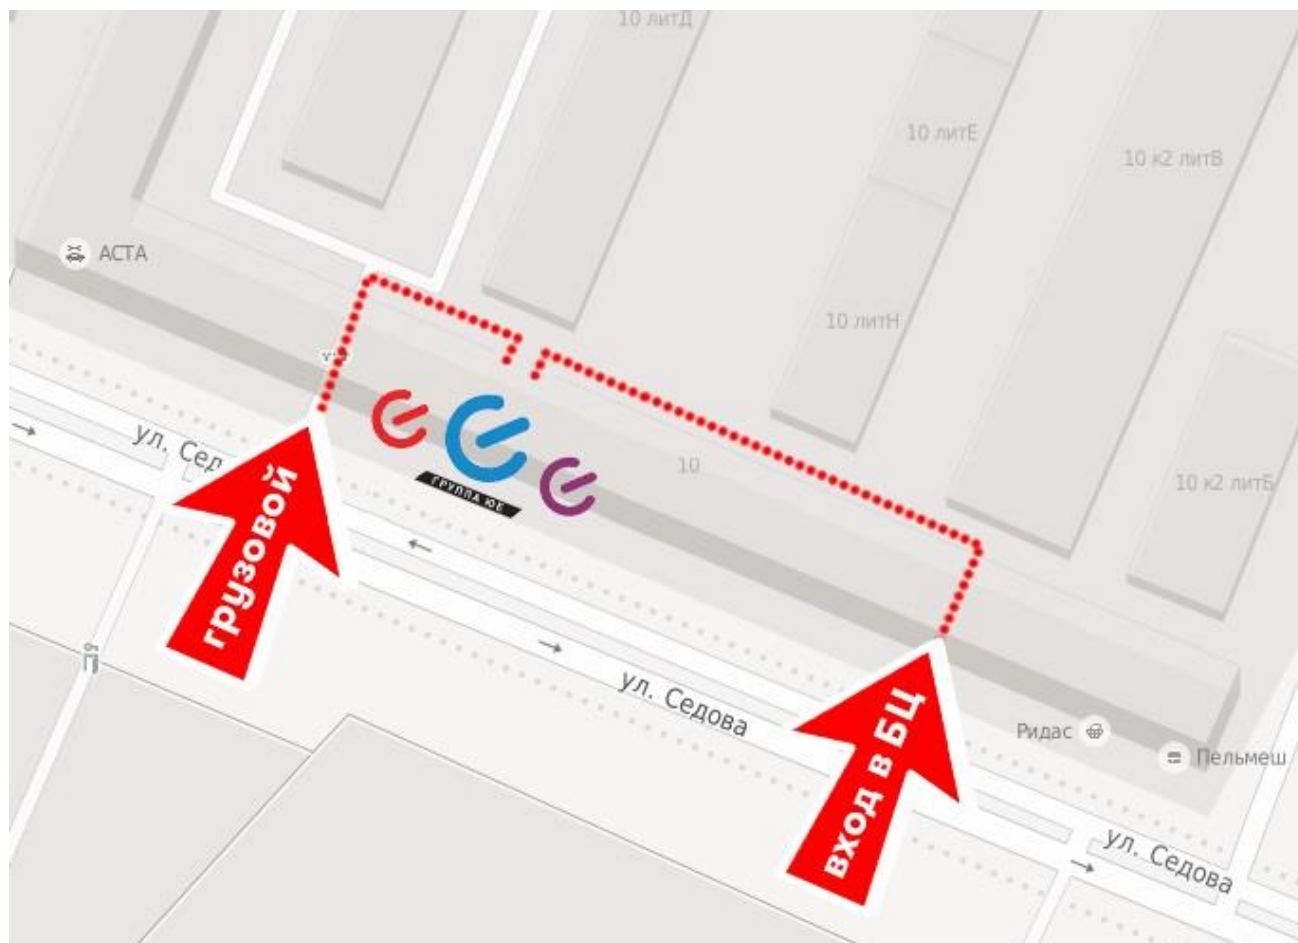 10 литД
10 литЕ
10 к2 литВ
АСТА
10 литН
ул. Сед
10
10 к2 литБ
ГРУППА ЮЕ
грузовой
ул. Седова
Ридас
Пельмеш
вход в БЦ
ул. Седова